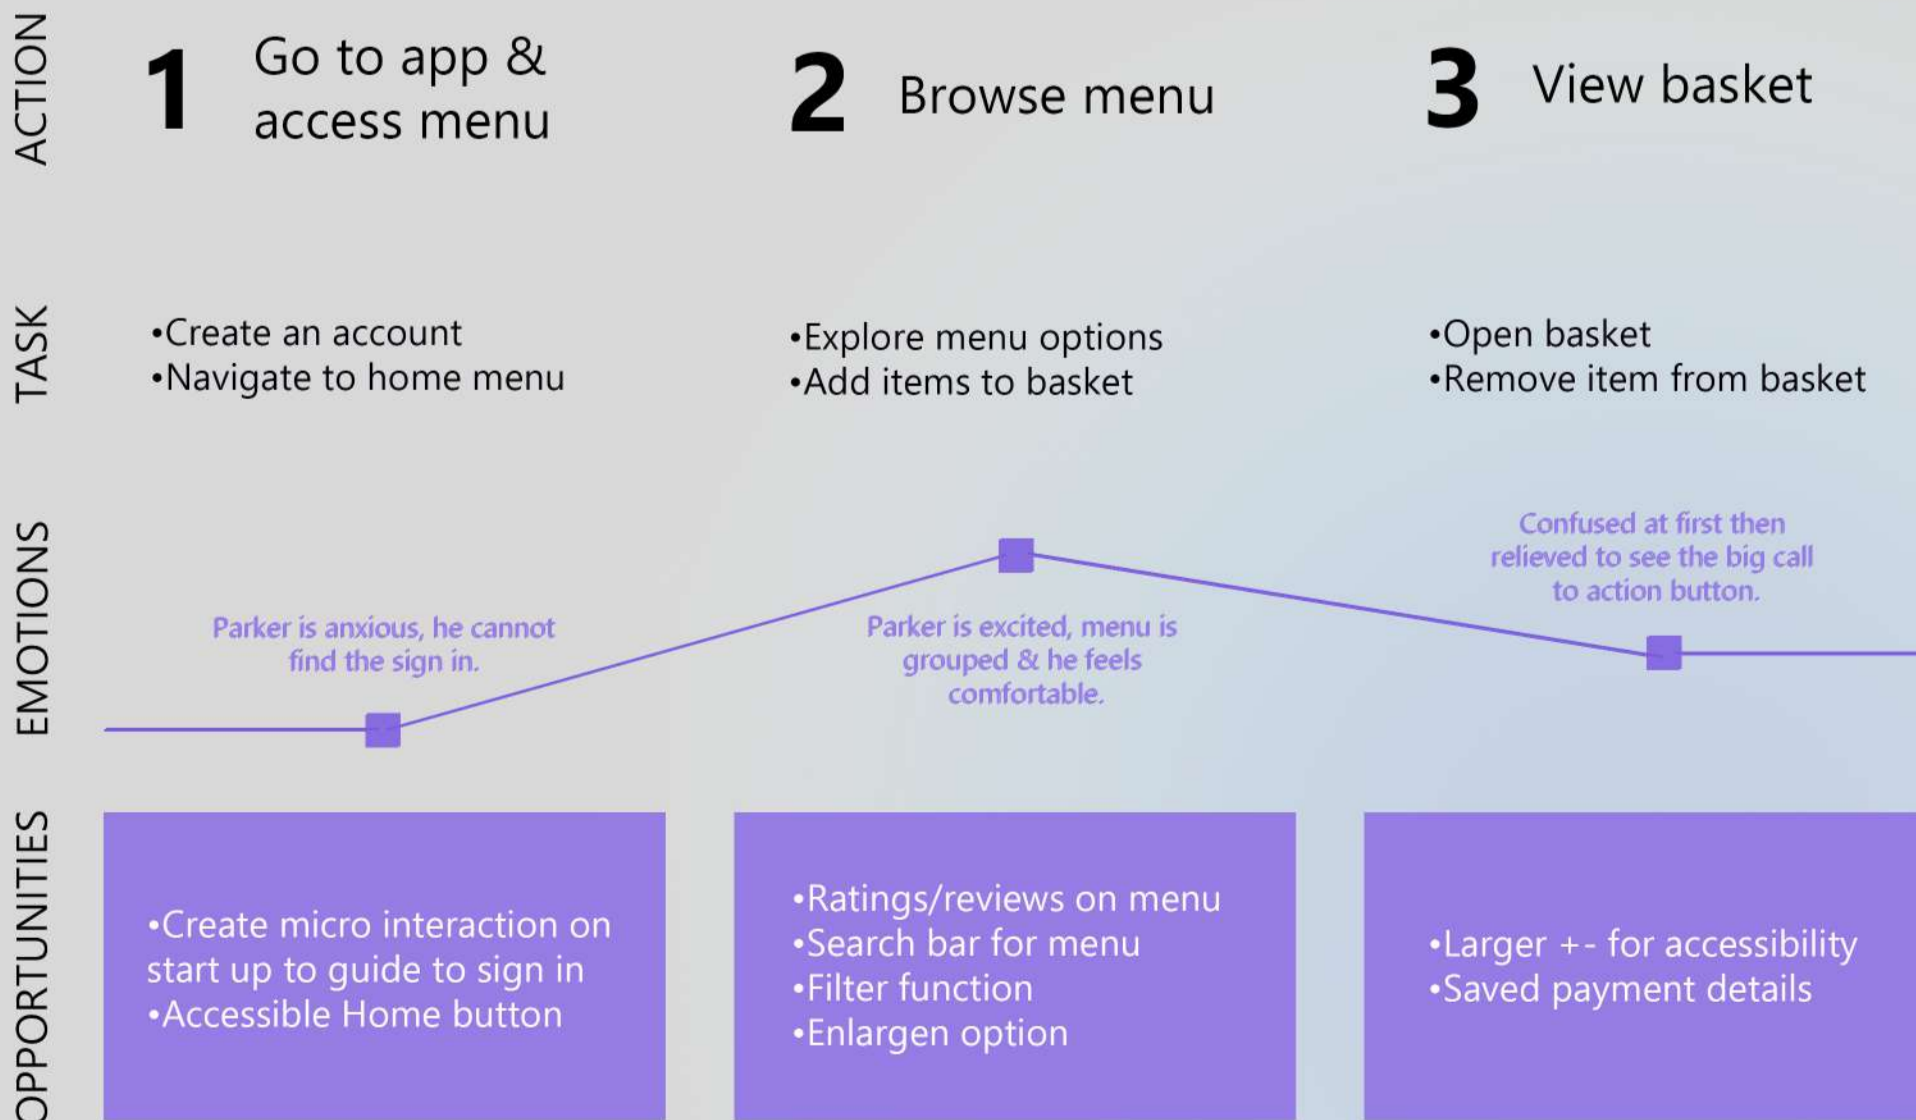 ACTION
1
Go to app &
access menu
2
Browse menu
3
View basket
TASK
•Create an account
•Navigate to home menu
•Explore menu options
•Add items to basket
•Open basket
•Remove item from basket
EMOTIONS
Parker is anxious, he cannot
find the sign in.
Parker is excited, menu is
grouped & he feels
comfortable.
Confused at first then
relieved to see the big call
to action button.
OPPORTUNITIES
•Create micro interaction on
start up to guide to sign in
•Accessible Home button
•Ratings/reviews on menu
•Search bar for menu
•Filter function
•Enlargen option
•Larger +- for accessibility
•Saved payment details